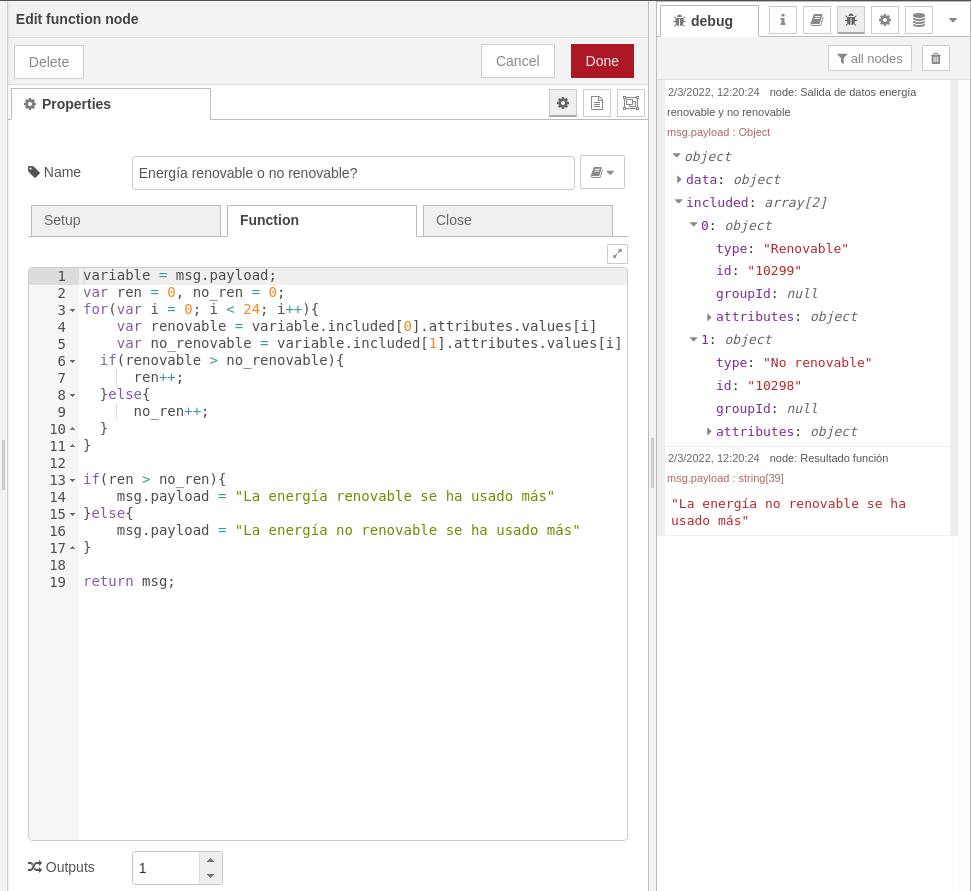 Edit function node
Delete
Cancel
Done
Properties
Name
Energía renovable o no renovable?
Setup
Function
Close
1 variable = msg.payload;
2 var ren = 0, no_ren = 0;
3 for(var i = 0; i < 24; i++){
4 var renovable = variable.included[0].attributes.values[i]
5 var no_renovable = variable.included[1].attributes.values[i]
6 if(renovable > no_renovable){
7 ren++;
8 }else{
9 no_ren++;
10 }
11 }
12
13 if(ren > no_ren){
14 msg.payload = "La energía renovable se ha usado más"
15 }else{
16 msg.payload = "La energía no renovable se ha usado más"
17 }
18
19 return msg;
Outputs
1
debug
i
all nodes
2/3/2022, 12:20:24 node: Salida de datos energía
renovable y no renovable
msg.payload : Object
object
data: object
included: array[2]
0: object
type: "Renovable"
id: "10299"
groupId: null
attributes: object
1: object
type: "No renovable"
id: "10298"
groupId: null
attributes: object
2/3/2022, 12:20:24 node: Resultado función
msg.payload : string[39]
"La energía no renovable se ha
usado más"